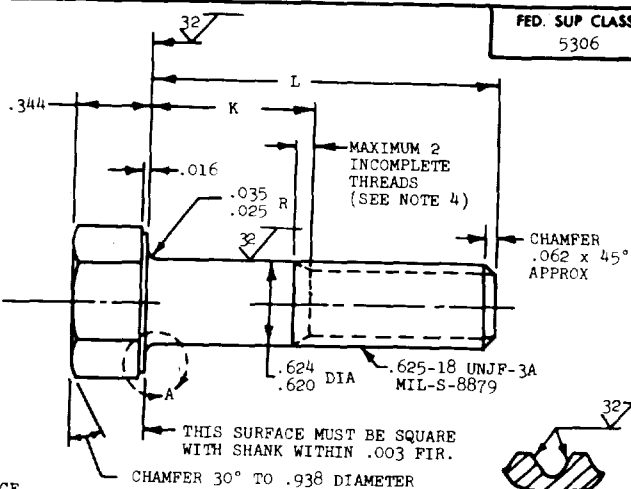 32
FED. SUP CLASS
5306
L
K
.344
MAXIMUM 2
INCOMPLETE
THREADS
(SEE NOTE 4)
.016
.035
.025 R
32
CHAMFER
.062 x 45°
APPROX
.624
.620 DIA
.625-18 UNJF-3A
MIL-S-8879
A
32
THIS SURFACE MUST BE SQUARE
WITH SHANK WITHIN .003 FIR.
CHAMFER 30° TO .938 DIAMETER